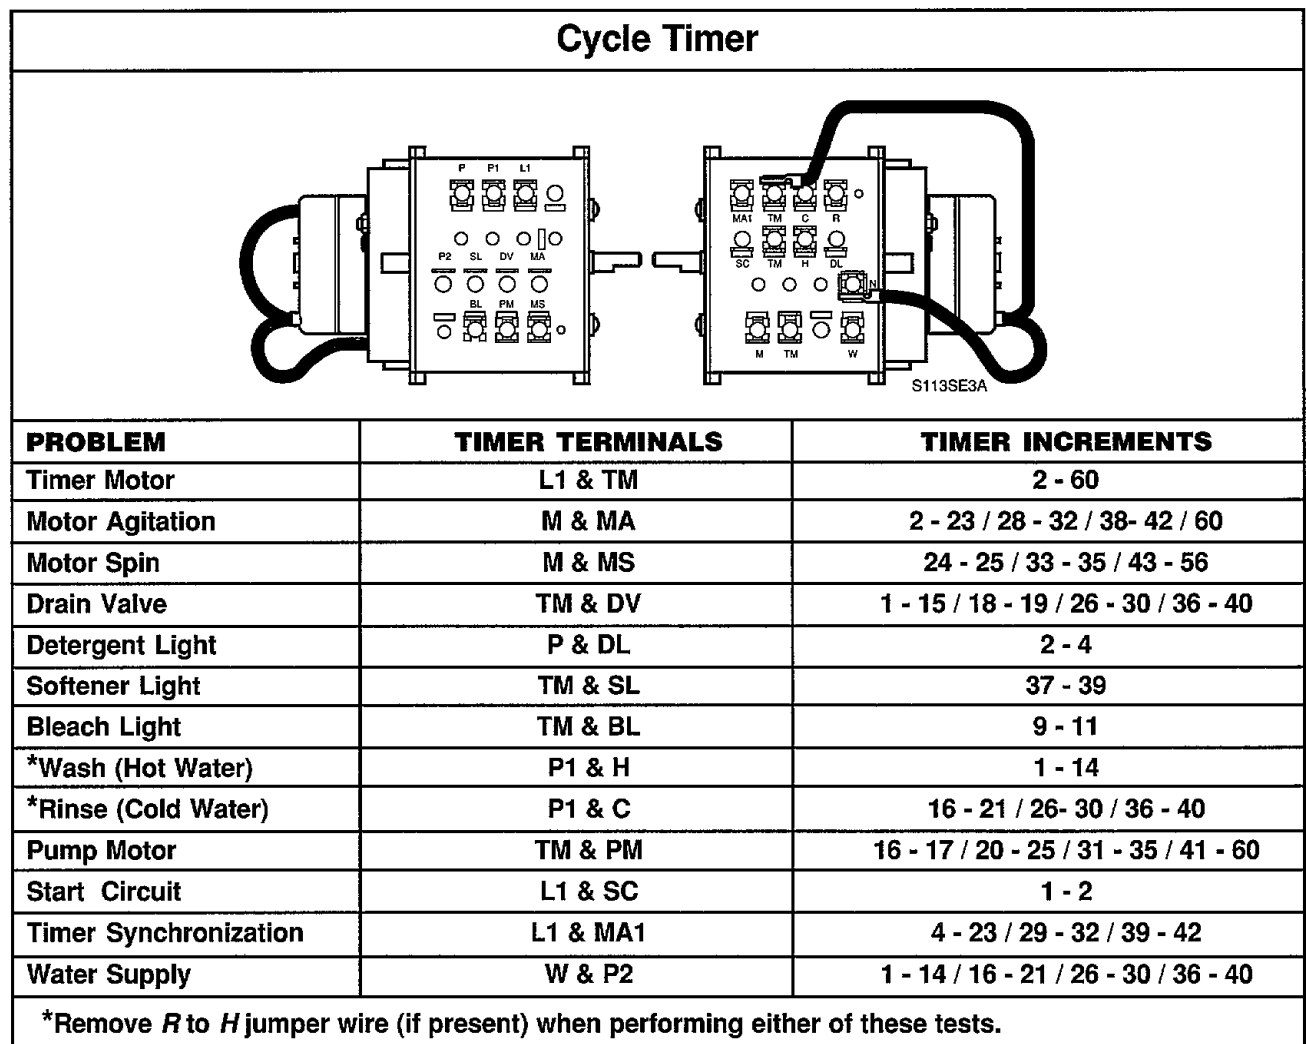 Cycle Timer
P P1 L1
P2 SL DV MA
BL PM MS
MA1 TM C R
SC TM H DL
N
M TM W
S113SE3A
PROBLEM TIMER TERMINALS TIMER INCREMENTS
Timer Motor L1 & TM 2 - 60
Motor Agitation M & MA 2 - 23 / 28 - 32 / 38- 42 / 60
Motor Spin M & MS 24 - 25 / 33 - 35 / 43 - 56
Drain Valve TM & DV 1 - 15 / 18 - 19 / 26 - 30 / 36 - 40
Detergent Light P & DL 2 - 4
Softener Light TM & SL 37 - 39
Bleach Light TM & BL 9 - 11
*Wash (Hot Water) P1 & H 1 - 14
*Rinse (Cold Water) P1 & C 16 - 21 / 26- 30 / 36 - 40
Pump Motor TM & PM 16 - 17 / 20 - 25 / 31 - 35 / 41 - 60
Start Circuit L1 & SC 1 - 2
Timer Synchronization L1 & MA1 4 - 23 / 29 - 32 / 39 - 42
Water Supply W & P2 1 - 14 / 16 - 21 / 26 - 30 / 36 - 40
*Remove R to H jumper wire (if present) when performing either of these tests.